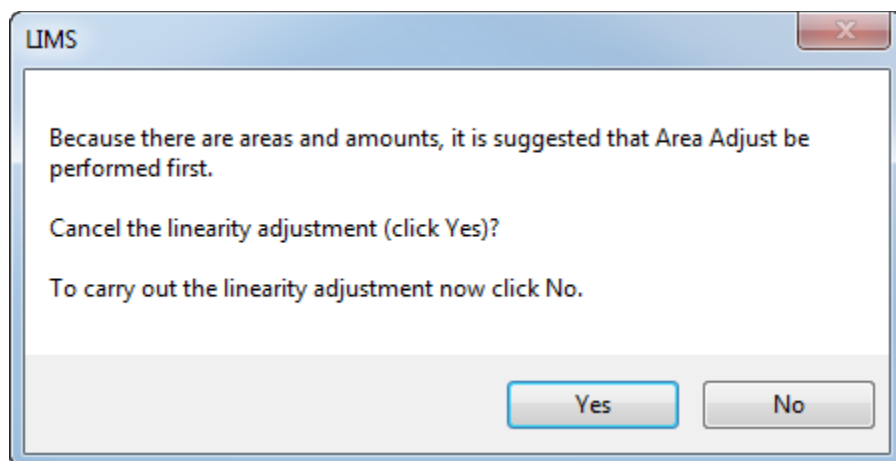 LIMS
Because there are areas and amounts, it is suggested that Area Adjust be
performed first.
Cancel the linearity adjustment (click Yes)?
To carry out the linearity adjustment now click No.
Yes
No